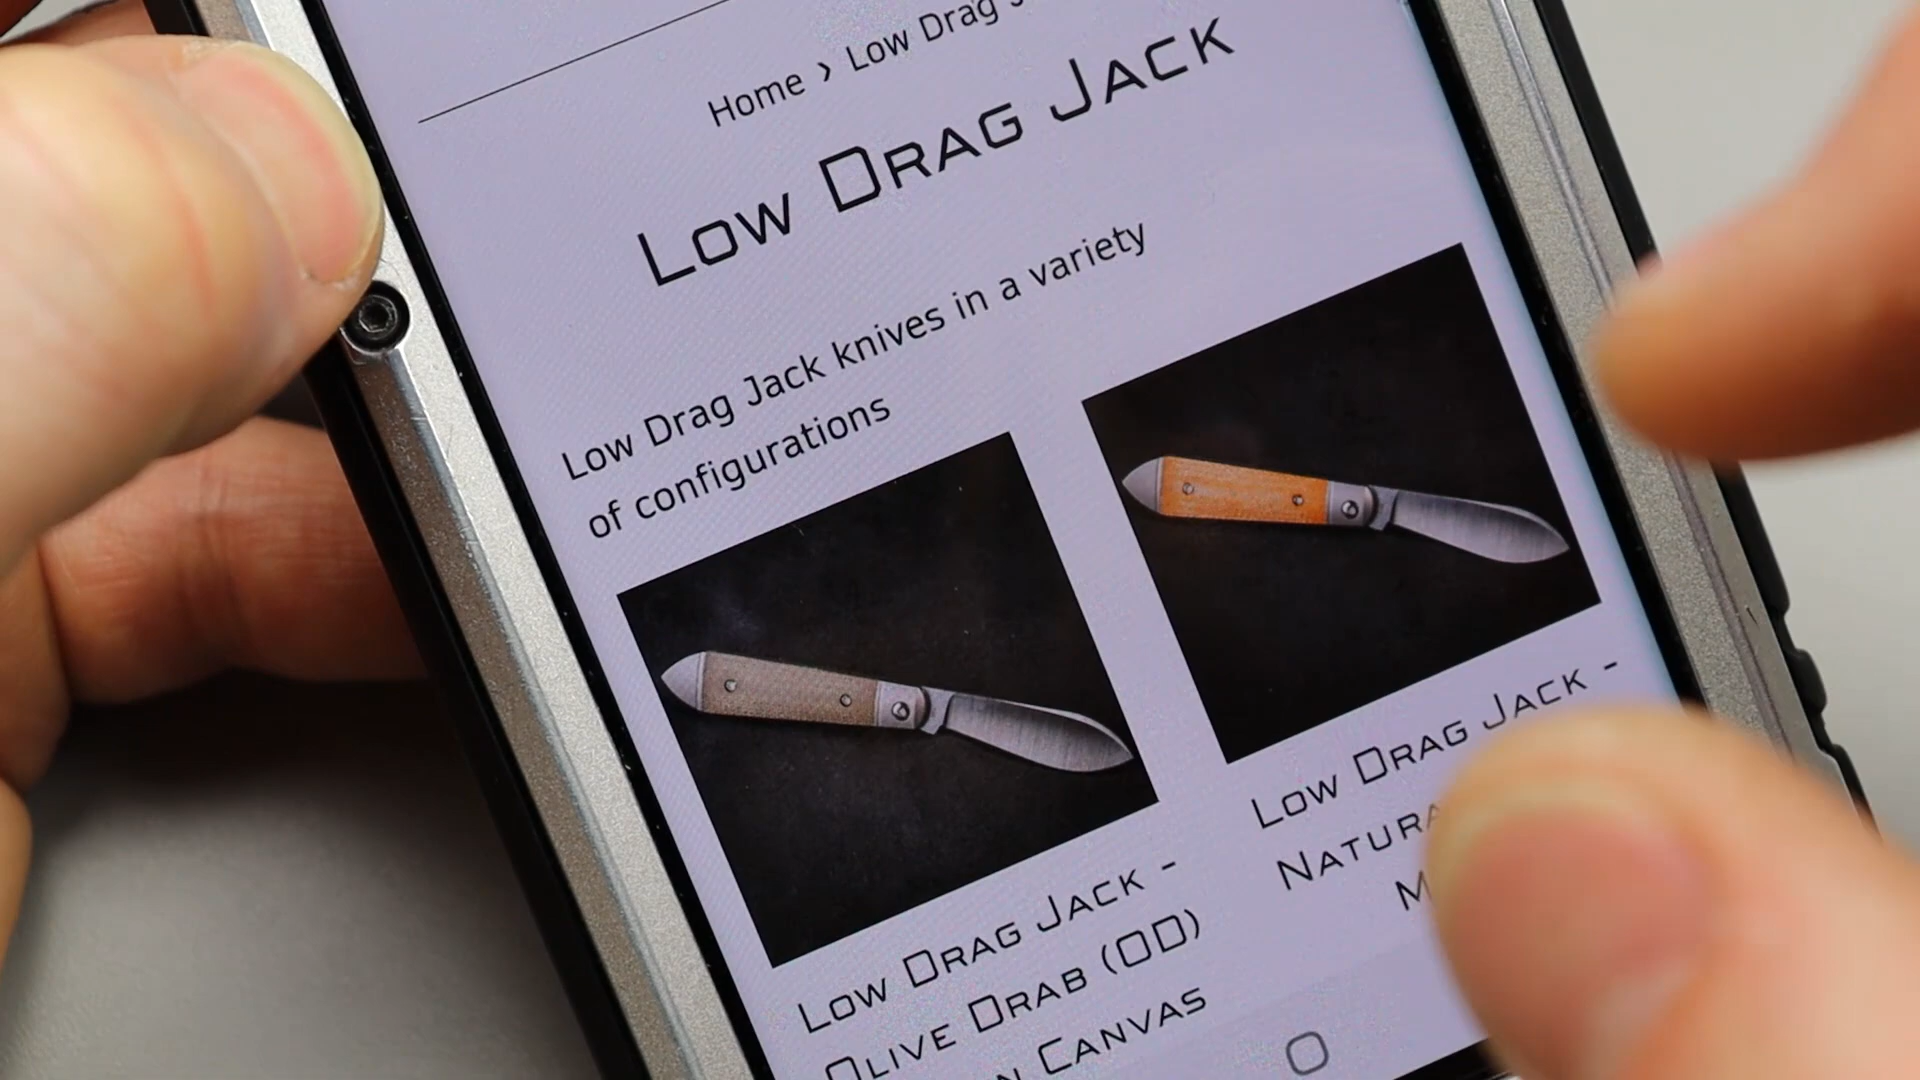 Home › Low Drag
LOW DRAG JACK
Low Drag Jack knives in a variety
of configurations
LOW DRAG JACK -
OLIVE DRAB (OD)
CANVAS
LOW DRAG JACK -